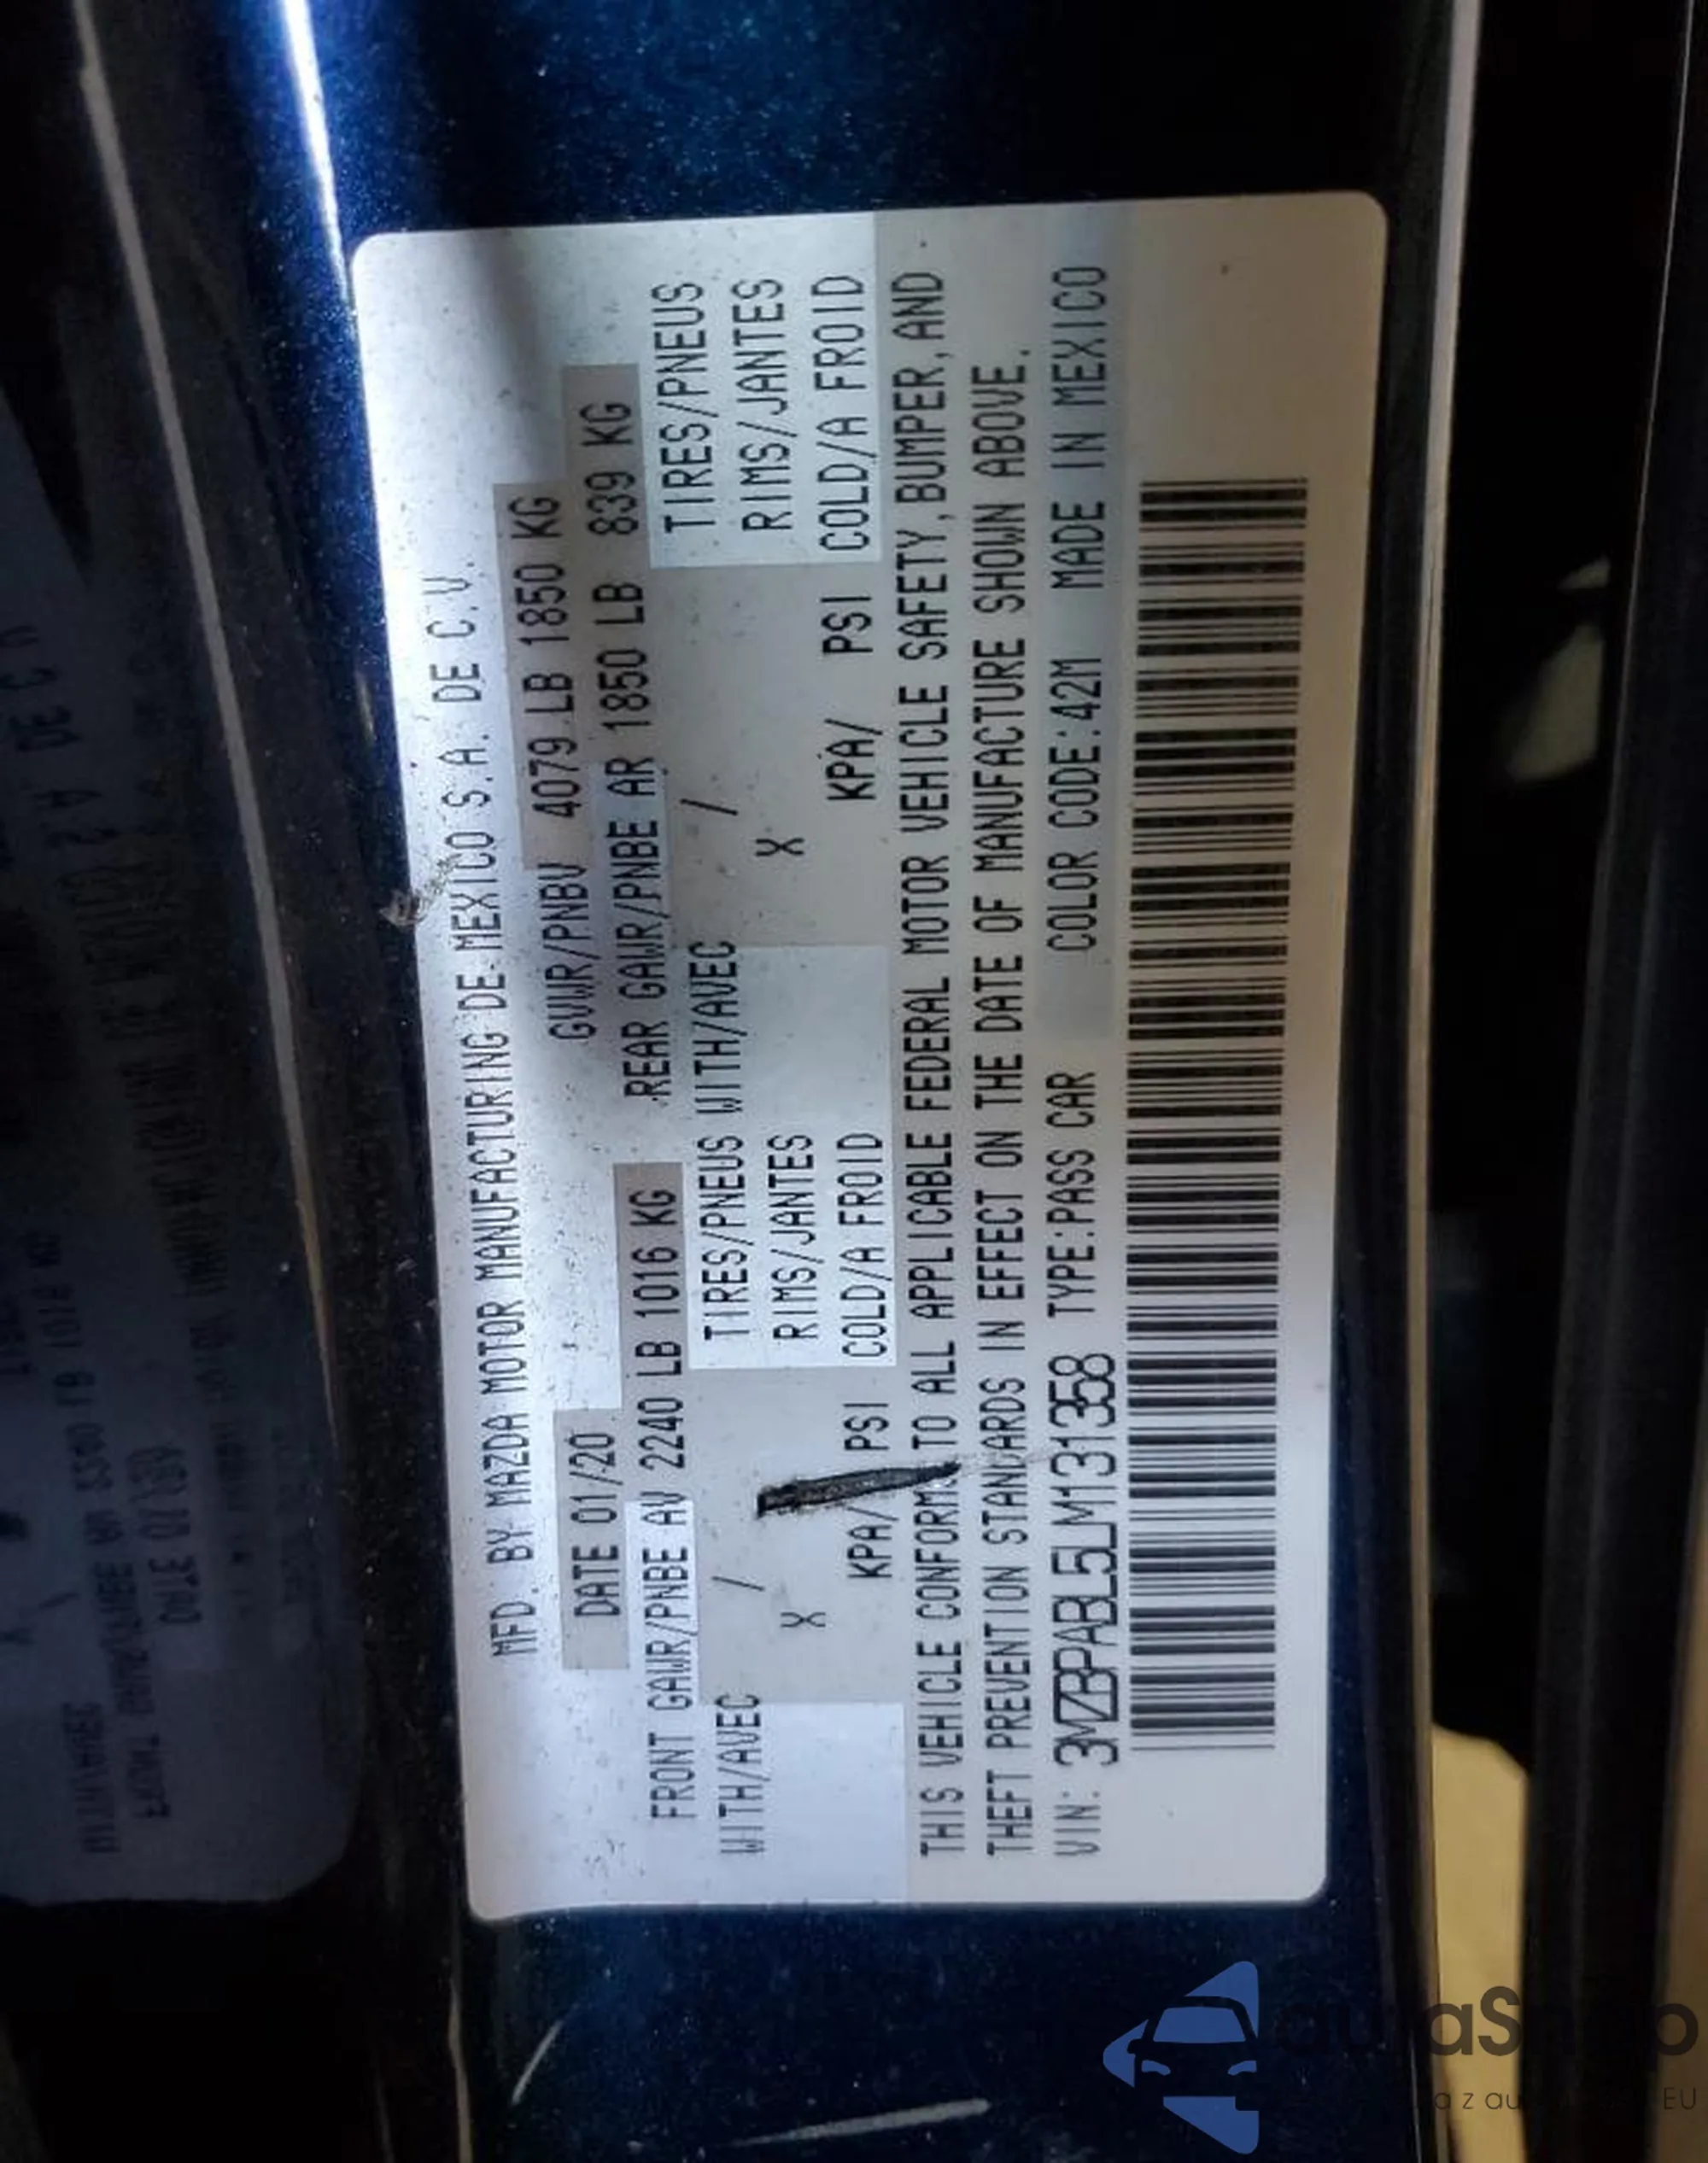 MFD. BY MAZDA MOTOR MANUFACTURING DE MEXICO S.A. DE C.V.
DATE 01/20 GVWR/PNBV 4079 LB 1850 KG
FRONT GAWR/PNBE AV 2240 LB 1016 KG REAR GAWR/PNBE AR 1850 LB 839 KG
WITH/AVEC / TIRES/PNEUS WITH/AVEC / TIRES/PNEUS
X RIMS/JANTES X RIMS/JANTES
KPA/ PSI COLD/A FROID KPA/ PSI COLD/A FROID
THIS VEHICLE CONFORMS TO ALL APPLICABLE FEDERAL MOTOR VEHICLE SAFETY, BUMPER, AND
THEFT PREVENTION STANDARDS IN EFFECT ON THE DATE OF MANUFACTURE SHOWN ABOVE.
VIN: 3MZBPABL5LM131358 TYPE:PASS CAR COLOR CODE:42M MADE IN MEXICO